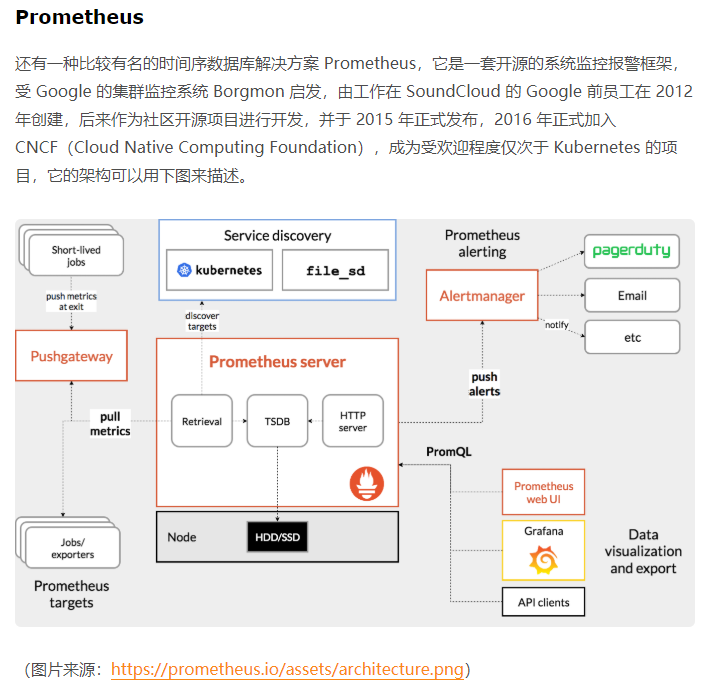 Prometheus
还有一种比较有名的时间序数据库解决方案 Prometheus，它是一套开源的系统监控报警框架，
受 Google 的集群监控系统 Borgmon 启发，由工作在 SoundCloud 的 Google 前员工在 2012
年创建，后来作为社区开源项目进行开发，并于 2015 年正式发布，2016 年正式加入
CNCF（Cloud Native Computing Foundation），成为受欢迎程度仅次于 Kubernetes 的项
目，它的架构可以用下图来描述。
Short-lived
jobs
push metrics
at exit
Pushgateway
pull
metrics
Jobs/
exporters
Prometheus
targets
Service discovery
kubernetes
file_sd
discover
targets
Prometheus server
Retrieval
TSDB
HTTP
server
Node
HDD/SSD
Prometheus
alerting
Alertmanager
pagerduty
Email
notify
etc
push
alerts
PromQL
Prometheus
web UI
Grafana
API clients
Data
visualization
and export
（图片来源：https://prometheus.io/assets/architecture.png）